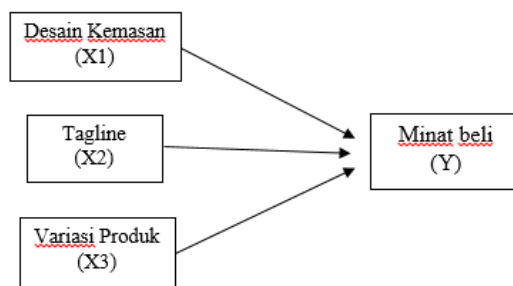 Desain Kemasan
(X1)
Tagline
(X2)
Minat beli
(Y)
Variasi Produk
(X3)